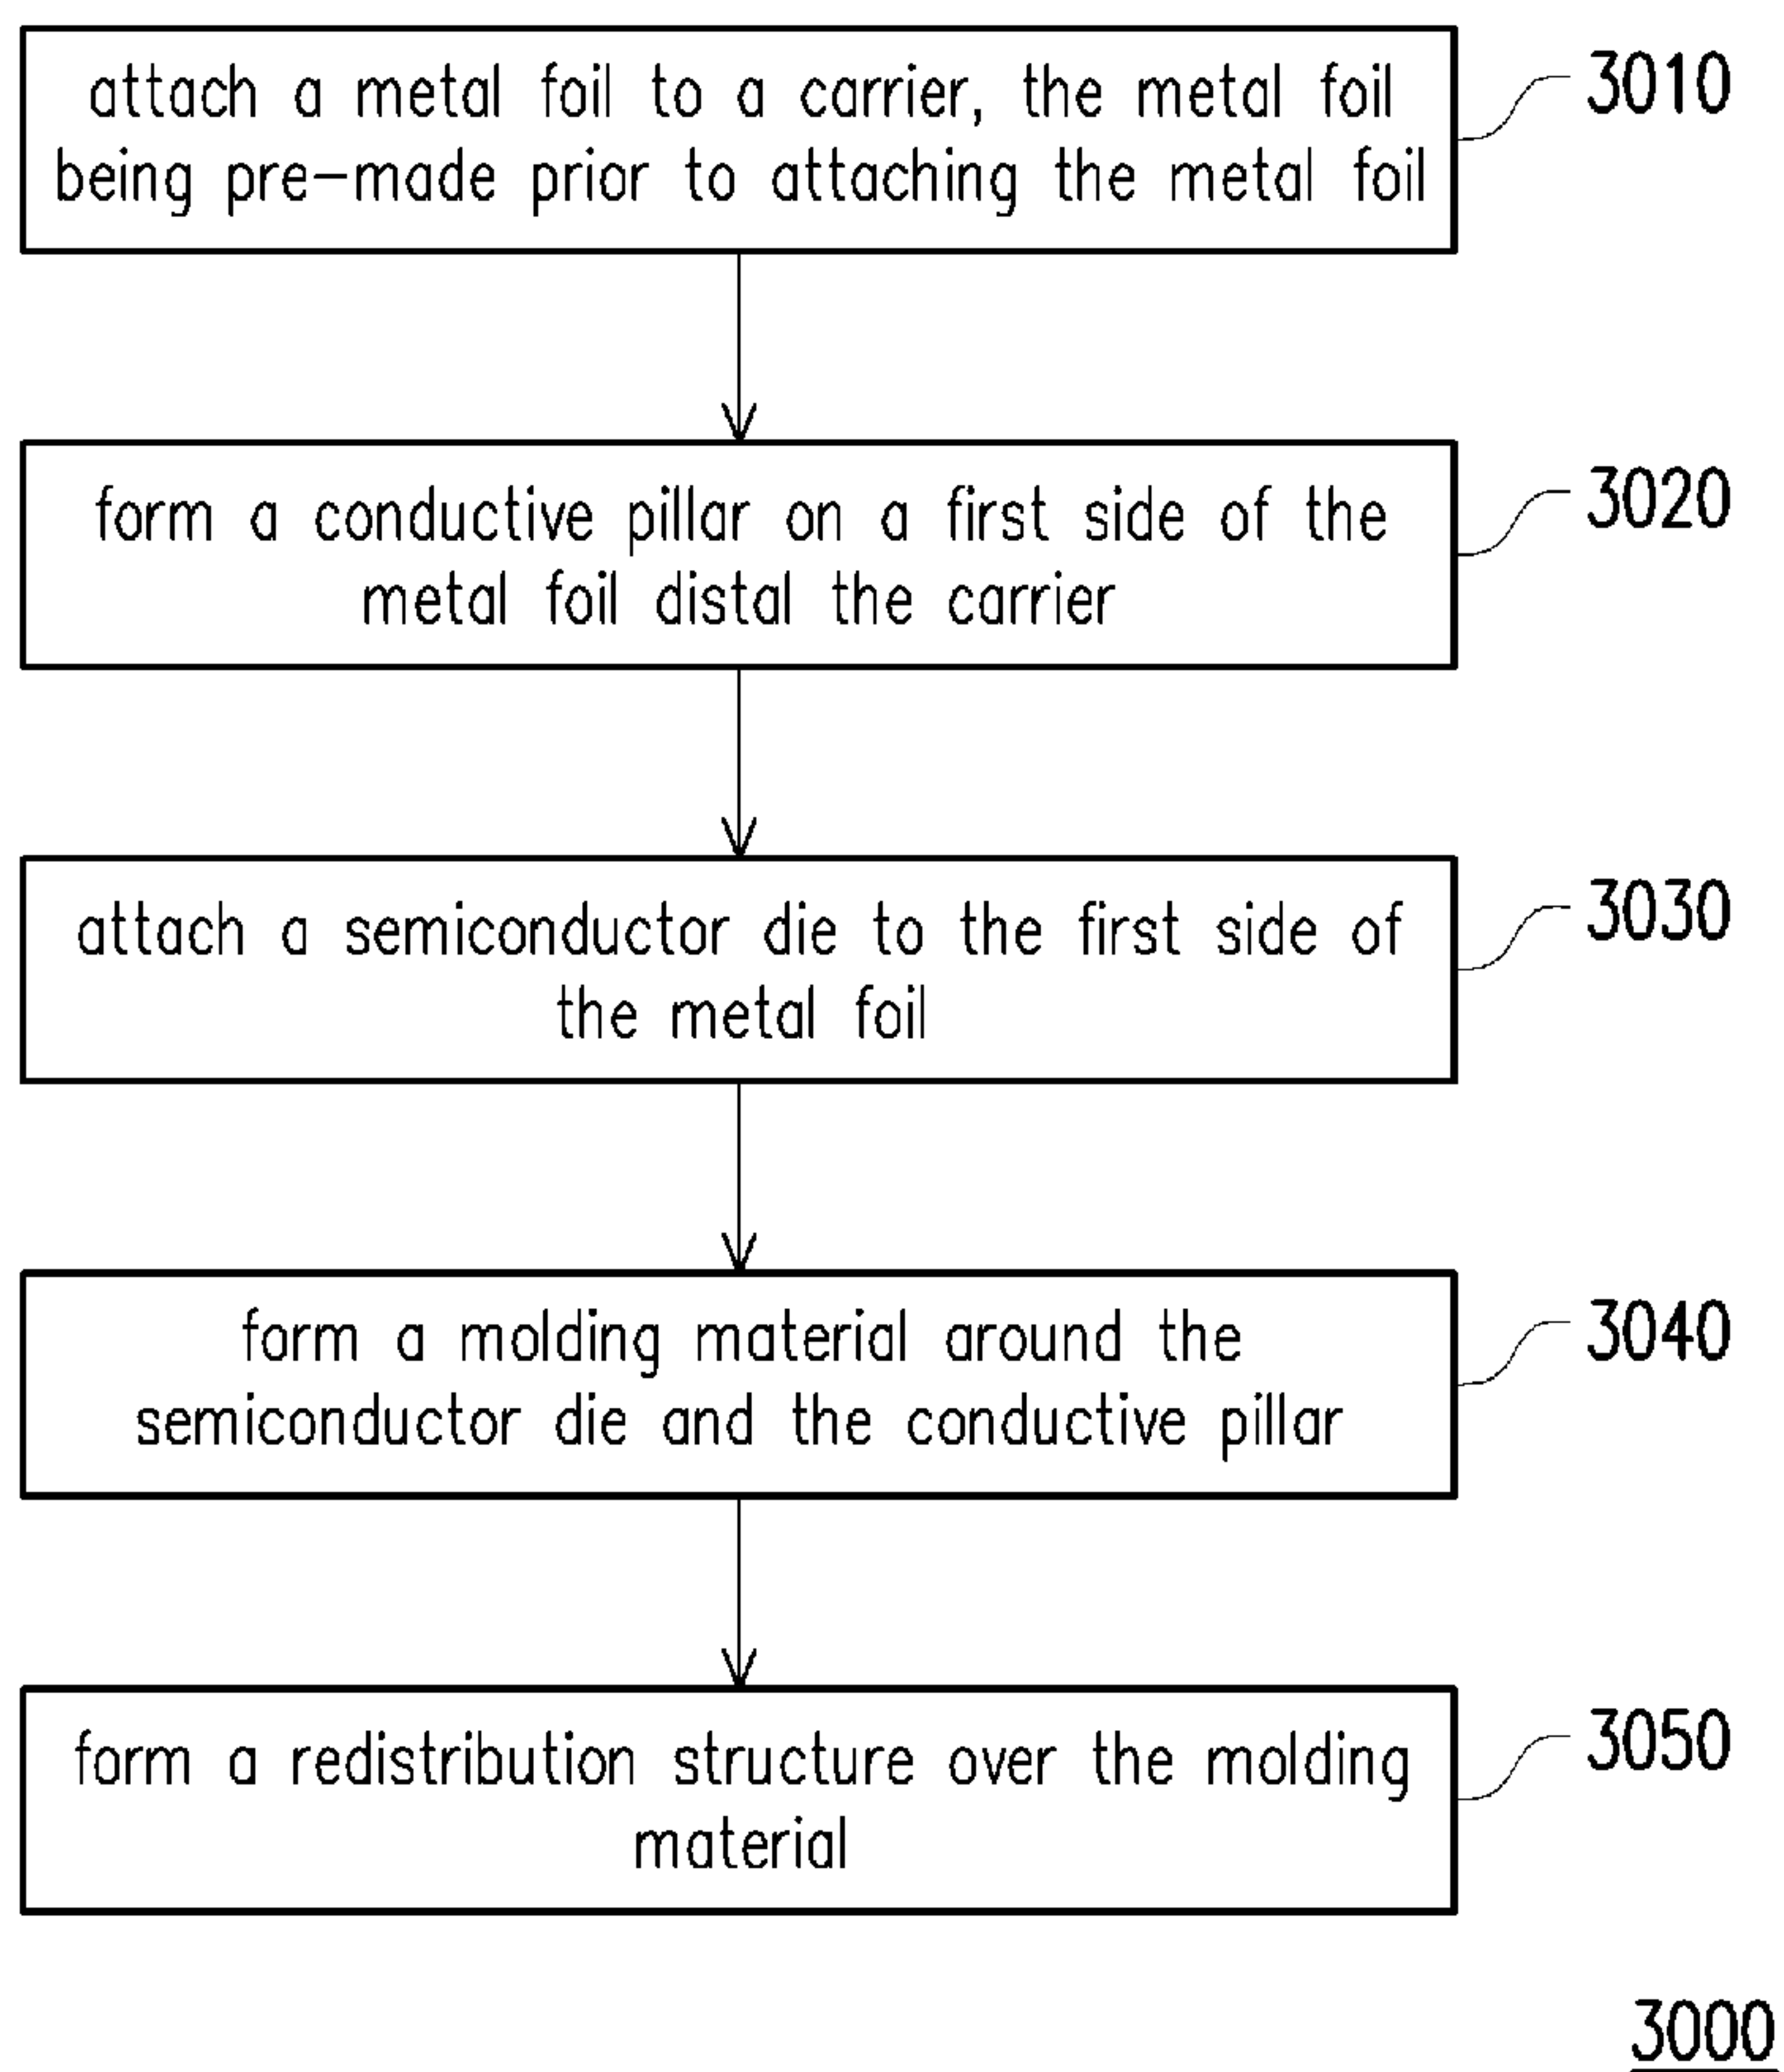 attach a metal foil to a carrier, the metal foil
being pre-made prior to attaching the metal foil
3010
form a conductive pillar on a first side of the
metal foil distal the carrier
3020
attach a semiconductor die to the first side of
the metal foil
3030
form a molding material around the
semiconductor die and the conductive pillar
3040
form a redistribution structure over the molding
material
3050
3000